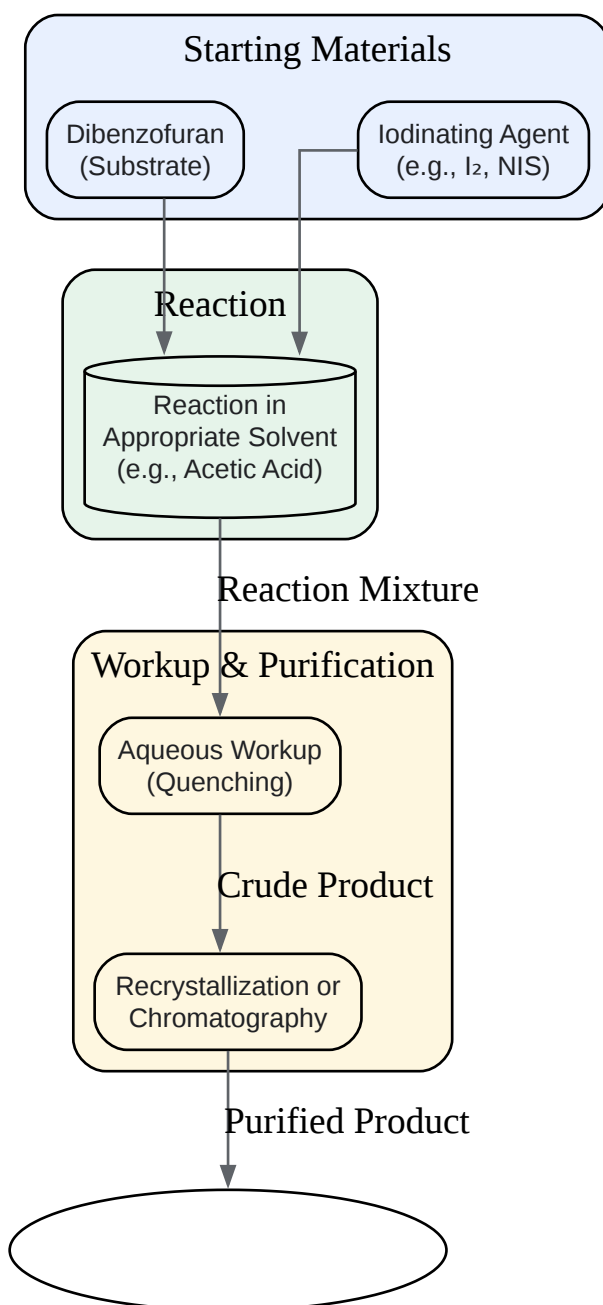 Starting Materials
Dibenzofuran
(Substrate)
Iodinating Agent
(e.g., I₂, NIS)
Reaction
Reaction in
Appropriate Solvent
(e.g., Acetic Acid)
Reaction Mixture
Workup & Purification
Aqueous Workup
(Quenching)
Crude Product
Recrystallization or
Chromatography
Purified Product